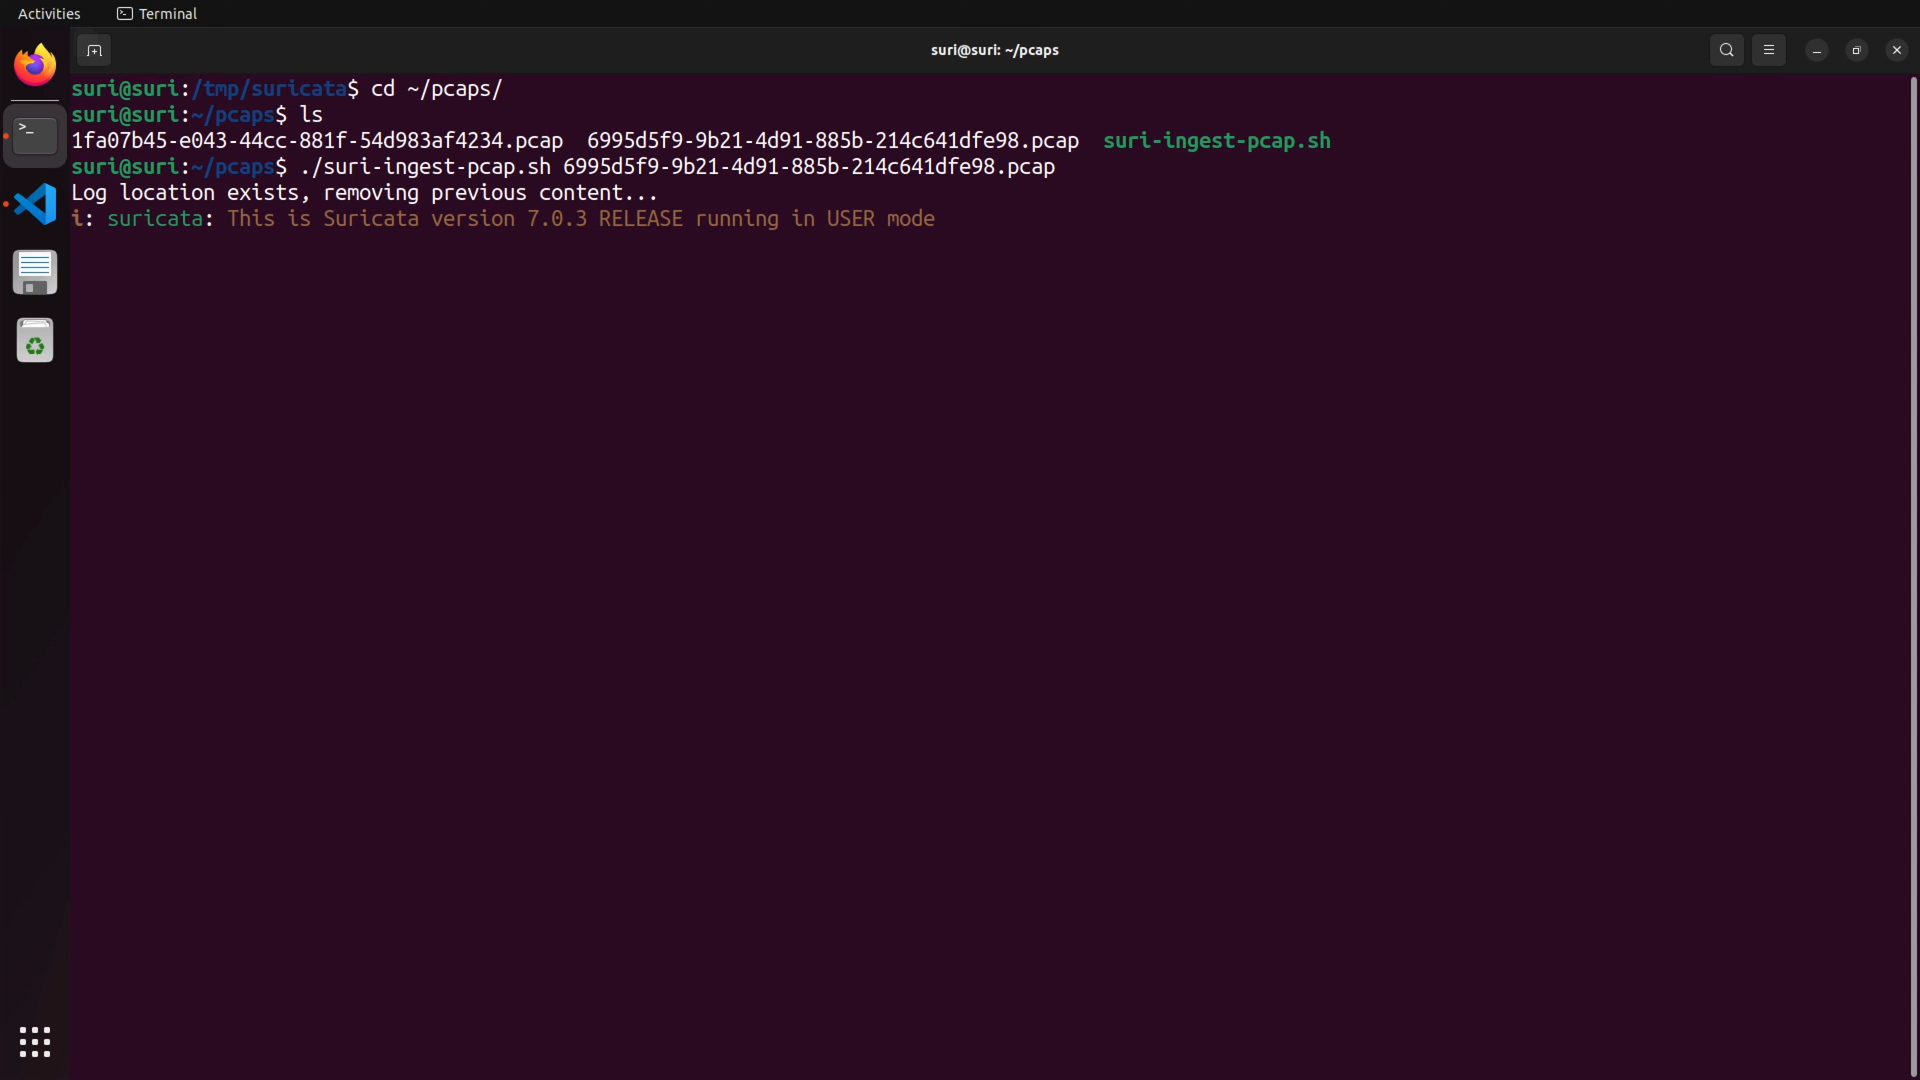 Activities Terminal
suri@suri: ~/pcaps
suri@suri:/tmp/suricata$ cd ~/pcaps/
suri@suri:~/pcaps$ ls
1fa07b45-e043-44cc-881f-54d983af4234.pcap  6995d5f9-9b21-4d91-885b-214c641dfe98.pcap  suri-ingest-pcap.sh
suri@suri:~/pcaps$ ./suri-ingest-pcap.sh 6995d5f9-9b21-4d91-885b-214c641dfe98.pcap
Log location exists, removing previous content...
i: suricata: This is Suricata version 7.0.3 RELEASE running in USER mode